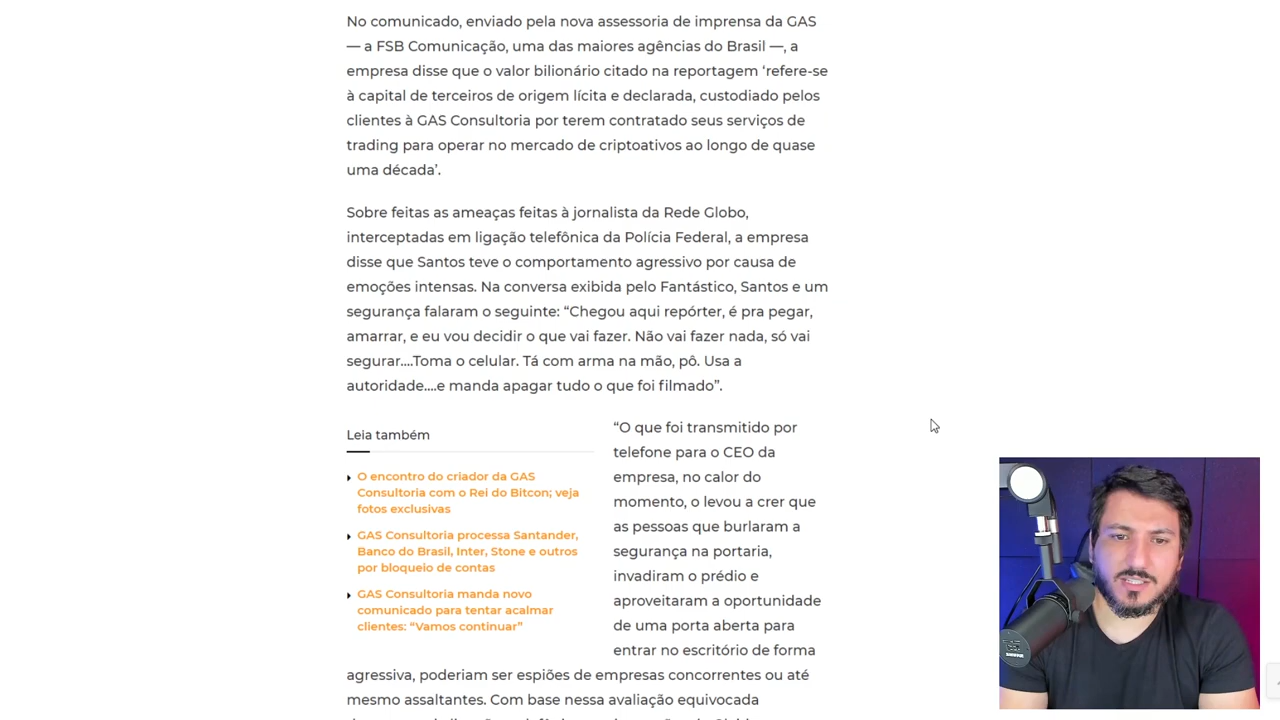 No comunicado, enviado pela nova assessoria de imprensa da GAS
— a FSB Comunicação, uma das maiores agências do Brasil —, a
empresa disse que o valor bilionário citado na reportagem ‘refere-se
à capital de terceiros de origem lícita e declarada, custodiado pelos
clientes à GAS Consultoria por terem contratado seus serviços de
trading para operar no mercado de criptoativos ao longo de quase
uma década’.
Sobre feitas as ameaças feitas à jornalista da Rede Globo,
interceptadas em ligação telefônica da Polícia Federal, a empresa
disse que Santos teve o comportamento agressivo por causa de
emoções intensas. Na conversa exibida pelo Fantástico, Santos e um
segurança falaram o seguinte: “Chegou aqui repórter, é pra pegar,
amarrar, e eu vou decidir o que vai fazer. Não vai fazer nada, só vai
segurar....Toma o celular. Tá com arma na mão, pô. Usa a
autoridade....e manda apagar tudo o que foi filmado”.
Leia também
O encontro do criador da GAS
Consultoria com o Rei do Bitcon; veja
fotos exclusivas
GAS Consultoria processa Santander,
Banco do Brasil, Inter, Stone e outros
por bloqueio de contas
GAS Consultoria manda novo
comunicado para tentar acalmar
clientes: “Vamos continuar”
“O que foi transmitido por
telefone para o CEO da
empresa, no calor do
momento, o levou a crer que
as pessoas que burlaram a
segurança na portaria,
invadiram o prédio e
aproveitaram a oportunidade
de uma porta aberta para
entrar no escritório de forma
agressiva, poderiam ser espiões de empresas concorrentes ou até
mesmo assaltantes. Com base nessa avaliação equivocada